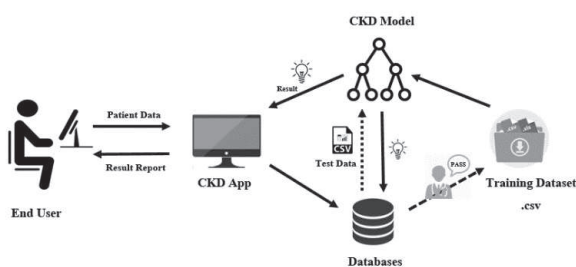 CKD Model
Result
Patient Data
CSV
Test Data
PASS
Result Report
CKD App
Training Dataset
.csv
End User
Databases